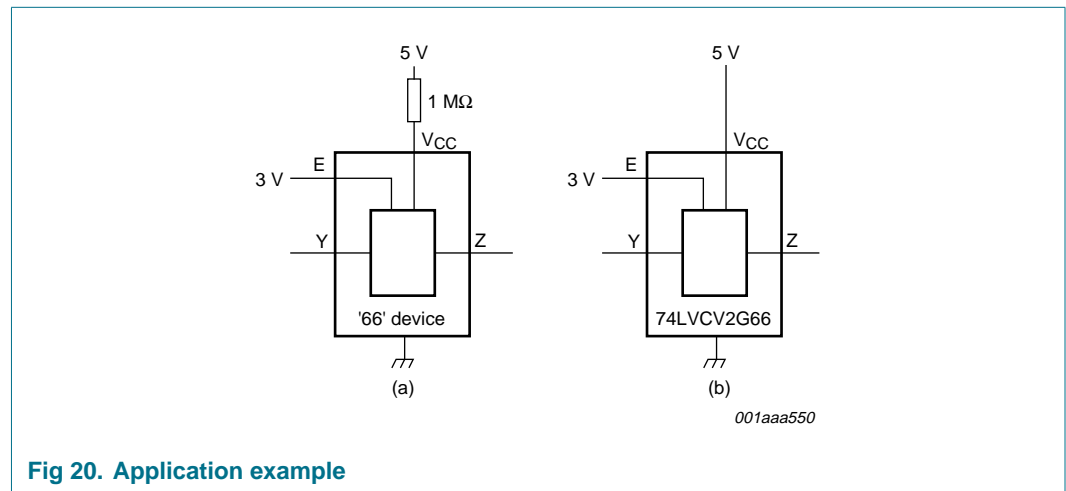 5 V
1 MΩ
VCC
E
3 V
Y
Z
'66' device
(a)
5 V
VCC
E
3 V
Y
Z
74LVCV2G66
(b)
001aaa550
Fig 20. Application example